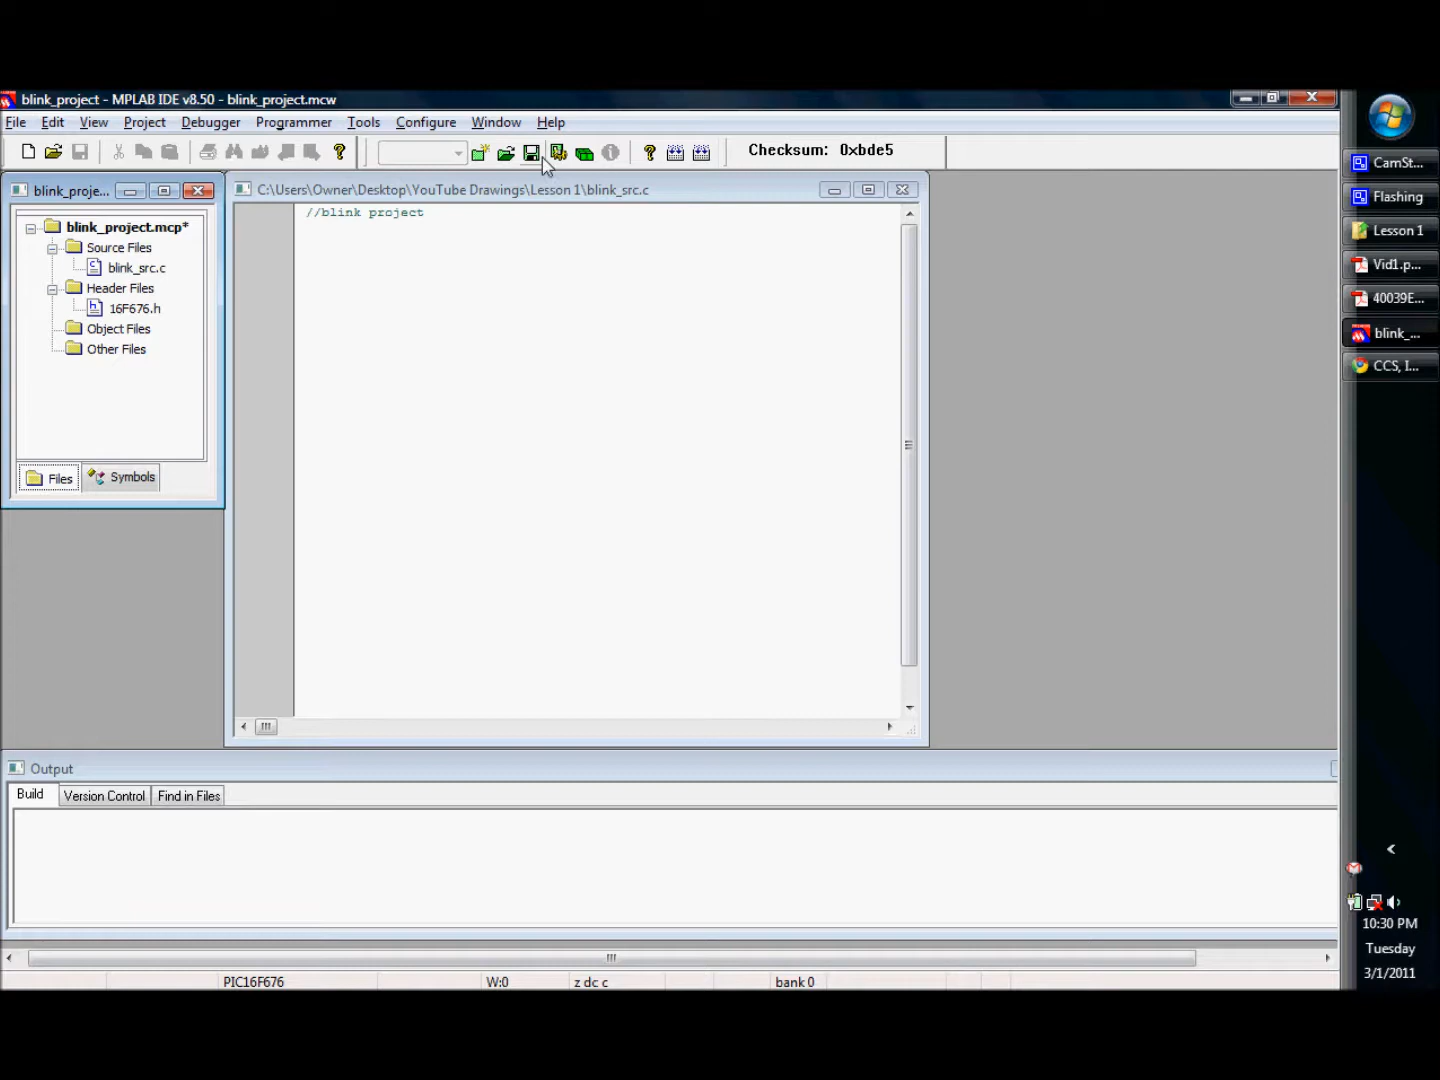 blink_project - MPLAB IDE v8.50 - blink_project.mcw
File Edit View Project Debugger Programmer Tools Configure Window Help
Checksum: 0xbde5
blink_proje...
blink_project.mcp*
Source Files
blink_src.c
Header Files
16F676.h
Object Files
Other Files
Files Symbols
C:\Users\Owner\Desktop\YouTube Drawings\Lesson 1\blink_src.c
//blink project
Output
Build Version Control Find in Files
PIC16F676 W:0 z dc c bank 0
CamSt...
Flashing
Lesson 1
Vid1.p...
40039E...
blink_...
CCS, I...
10:30 PM
Tuesday
3/1/2011